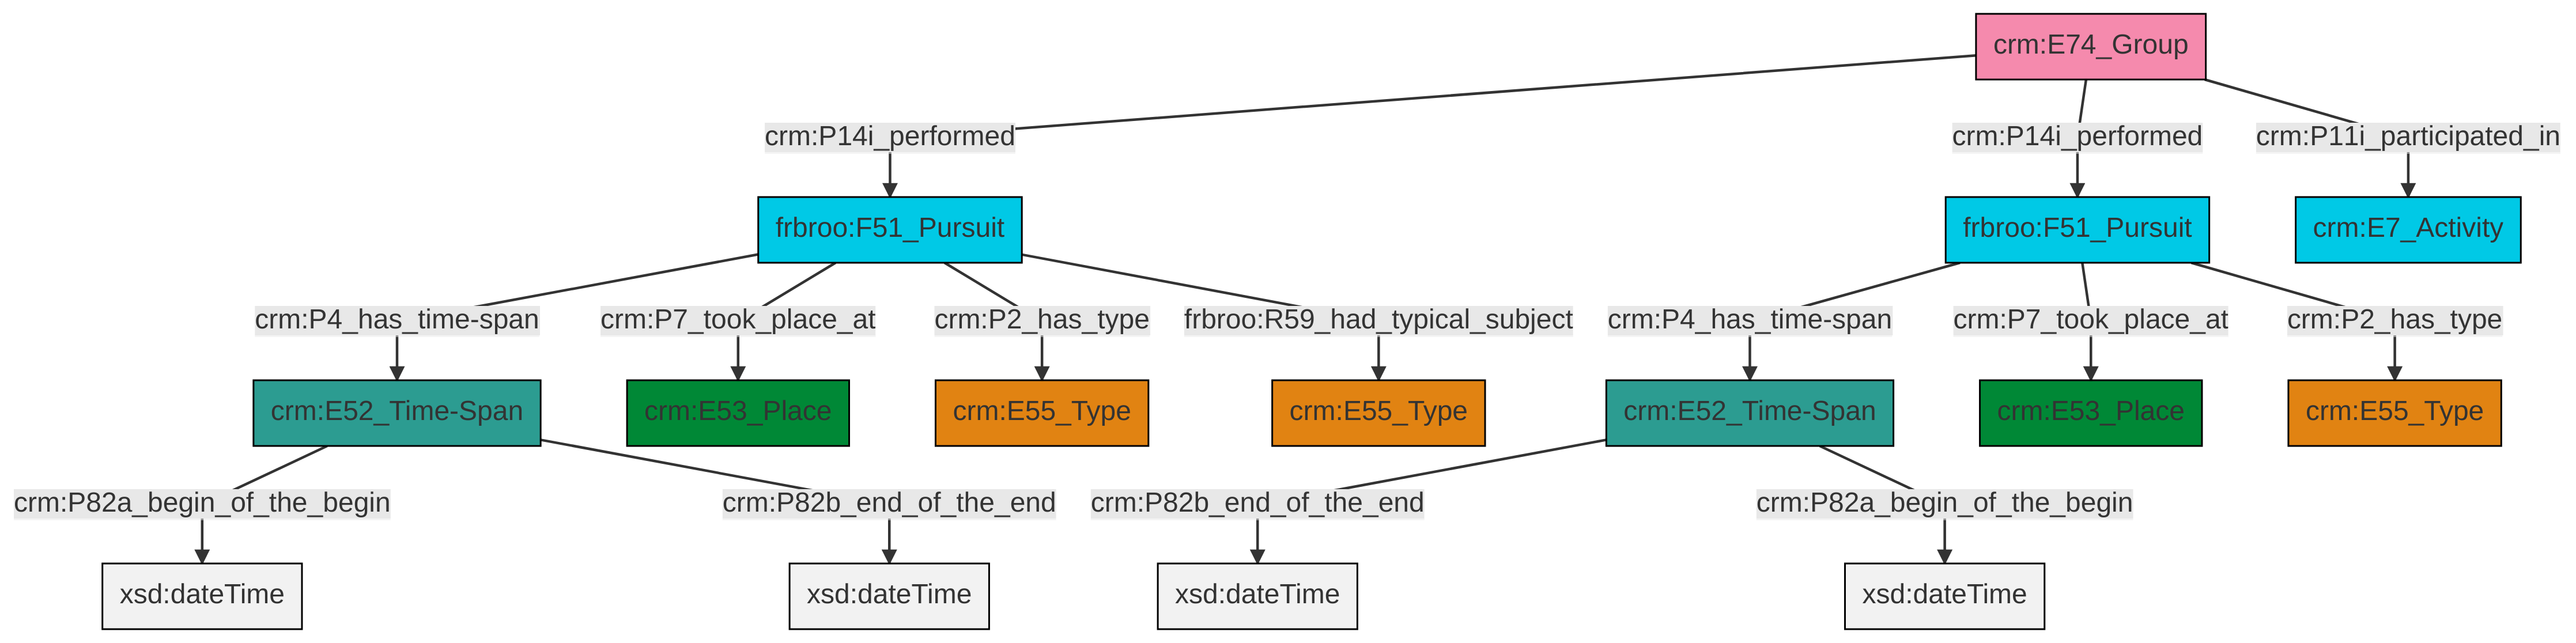 crm:E74_Group
crm:P14i_performed
crm:P14i_performed
crm:P11i_participated_in
frbroo:F51_Pursuit
frbroo:F51_Pursuit
crm:E7_Activity
crm:P4_has_time-span
crm:P7_took_place_at
crm:P2_has_type
frbroo:R59_had_typical_subject
crm:P4_has_time-span
crm:P7_took_place_at
crm:P2_has_type
crm:E52_Time-Span
crm:E53_Place
crm:E55_Type
crm:E55_Type
crm:E52_Time-Span
crm:E53_Place
crm:E55_Type
crm:P82a_begin_of_the_begin
crm:P82b_end_of_the_end
crm:P82b_end_of_the_end
crm:P82a_begin_of_the_begin
xsd:dateTime
xsd:dateTime
xsd:dateTime
xsd:dateTime